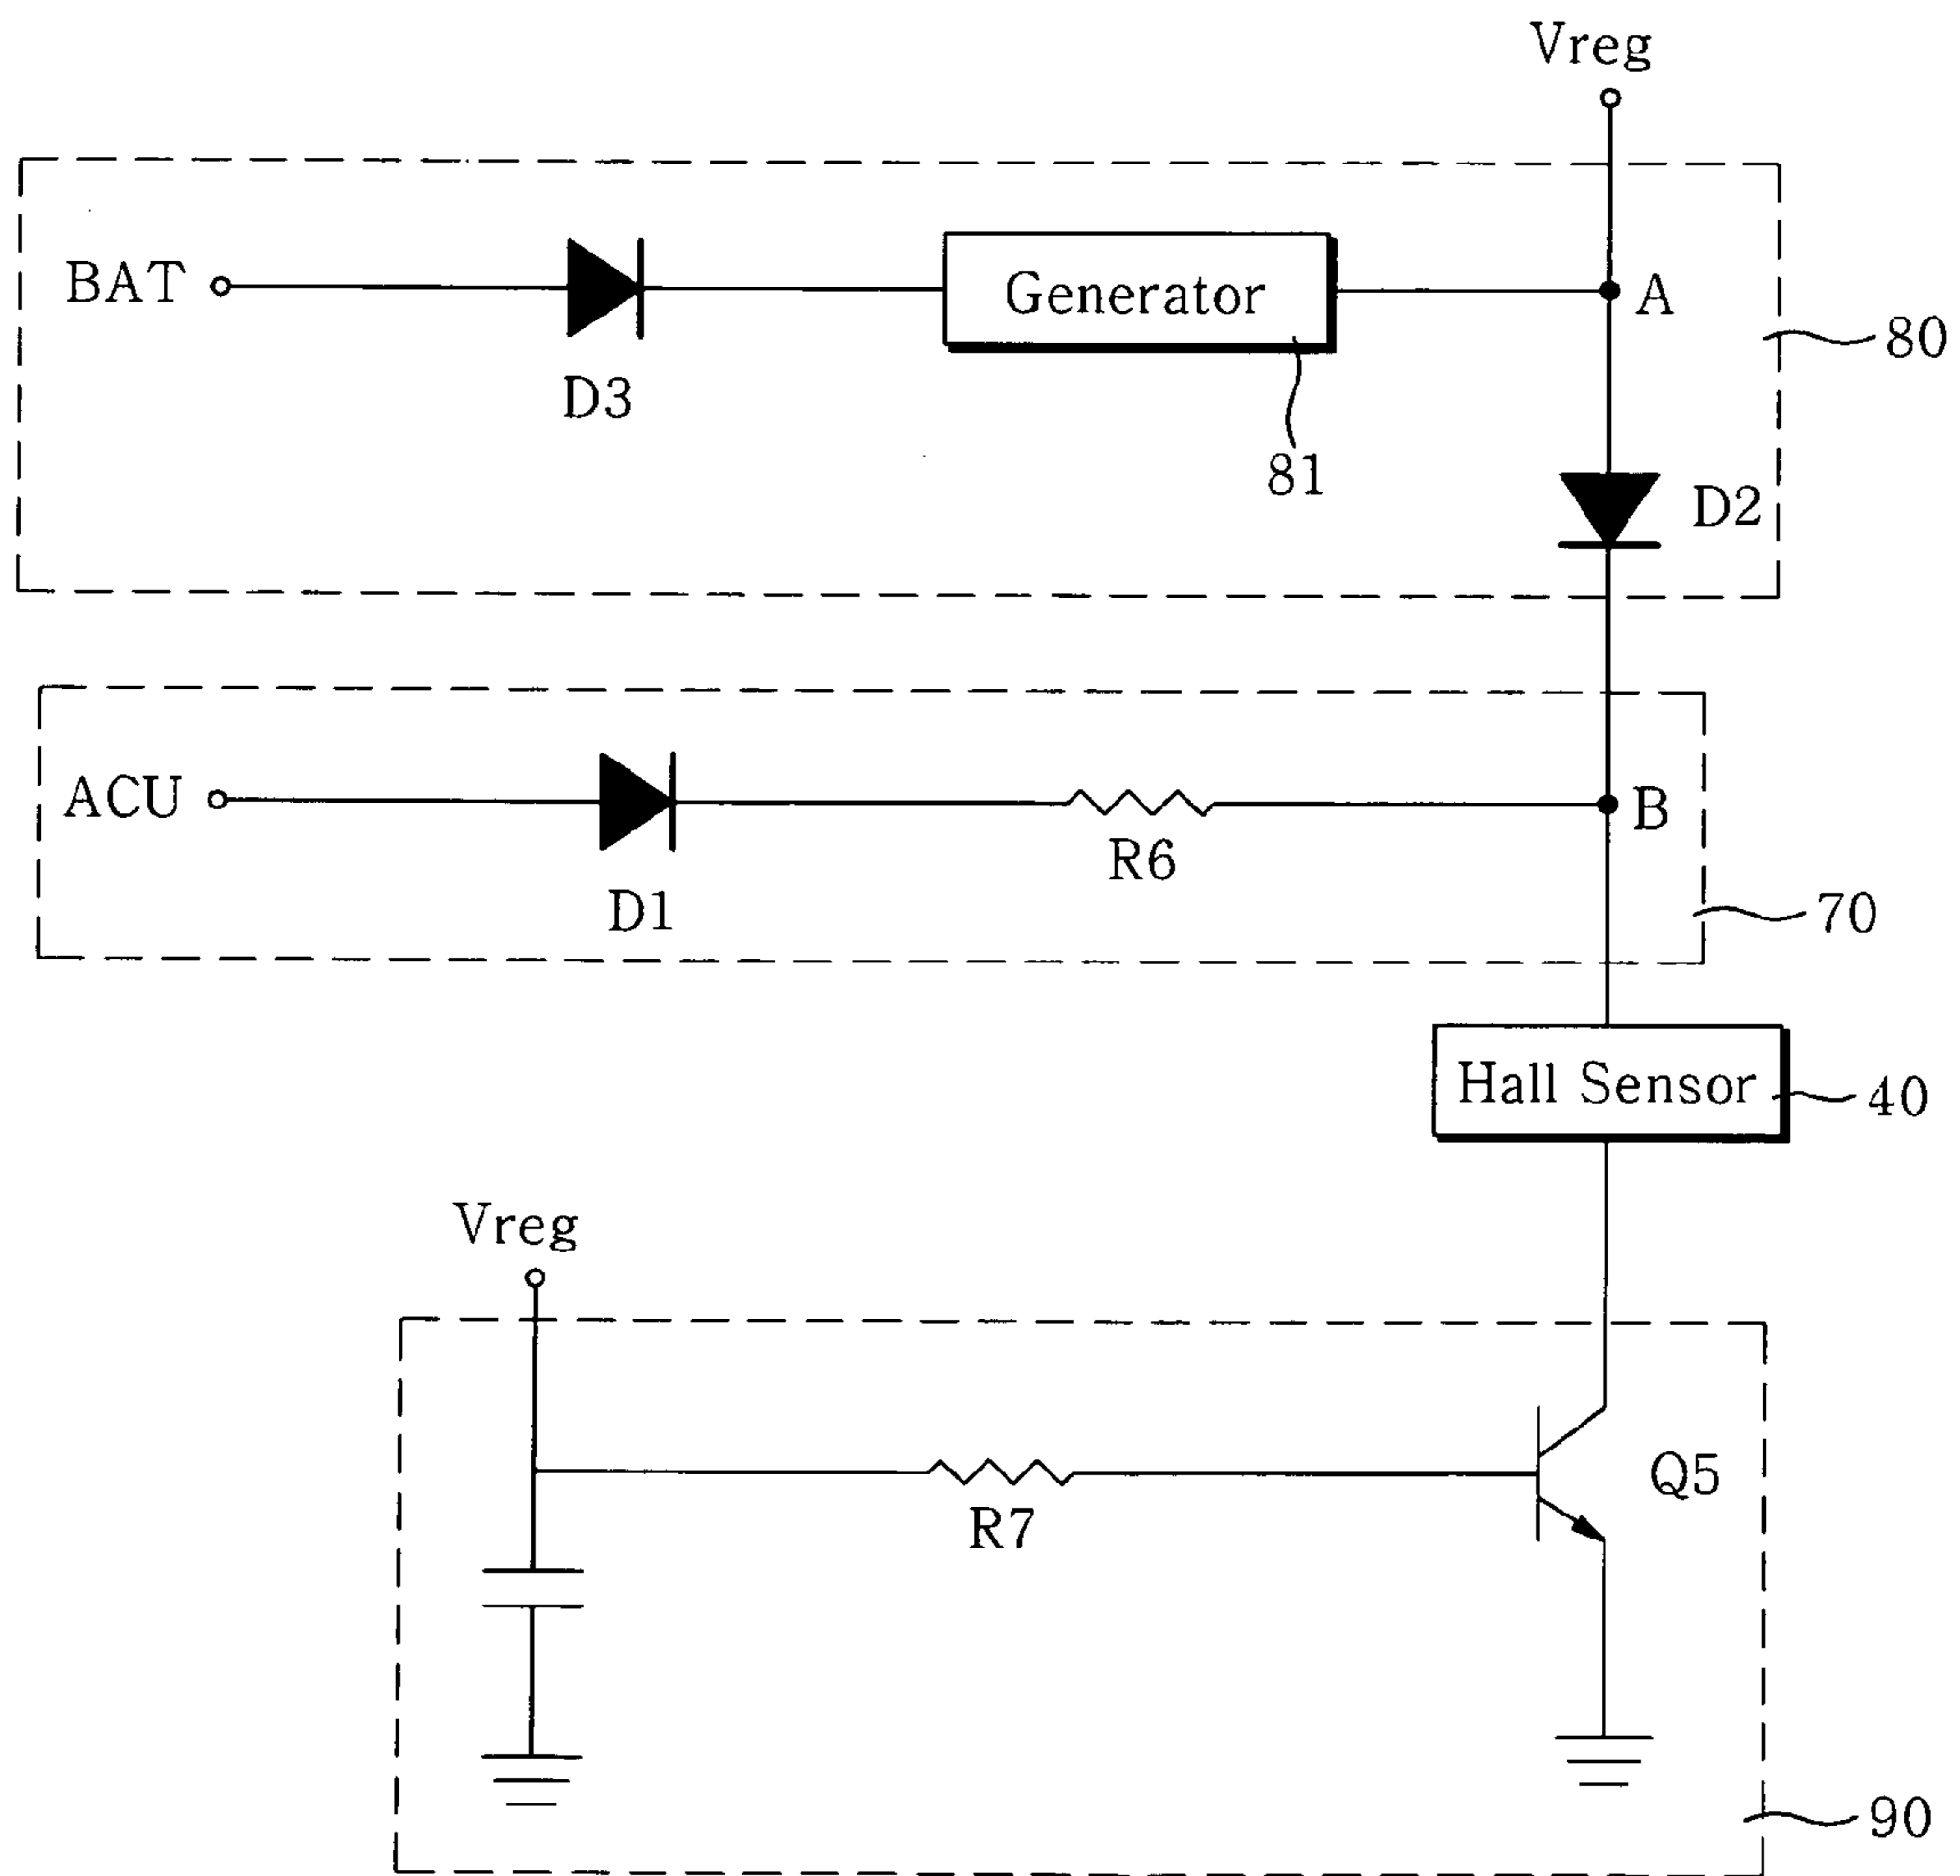 Vreg
BAT
Generator
A
80
D3
81
D2
ACU
B
R6
D1
70
Hall Sensor
40
Vreg
Q5
R7
90